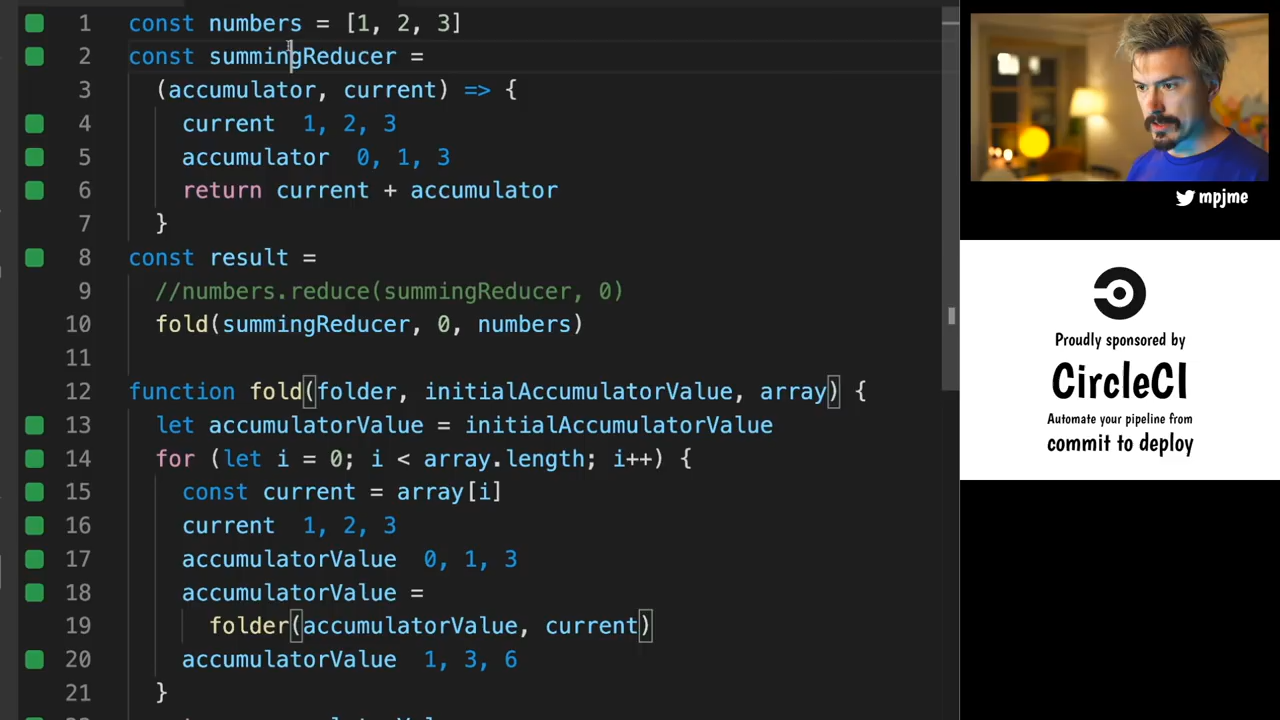 1 const numbers = [1, 2, 3]
2 const summingReducer =
3 (accumulator, current) => {
4 current 1, 2, 3
5 accumulator 0, 1, 3
6 return current + accumulator
7 }
8 const result =
9 //numbers.reduce(summingReducer, 0)
10 fold(summingReducer, 0, numbers)
11
12 function fold(folder, initialAccumulatorValue, array) {
13 let accumulatorValue = initialAccumulatorValue
14 for (let i = 0; i < array.length; i++) {
15 const current = array[i]
16 current 1, 2, 3
17 accumulatorValue 0, 1, 3
18 accumulatorValue =
19 folder(accumulatorValue, current)
20 accumulatorValue 1, 3, 6
21 }
mpjme
Proudly sponsored by
CircleCI
Automate your pipeline from
commit to deploy